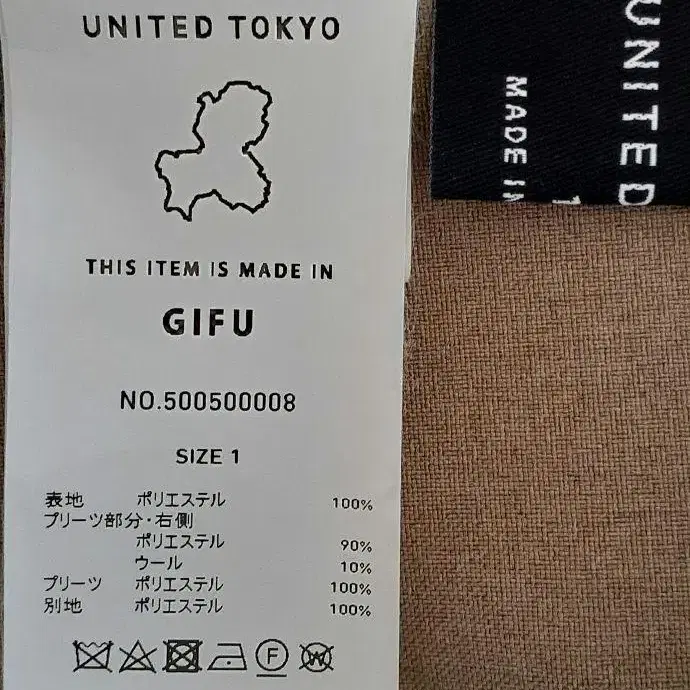 UNITED TOKYO
THIS ITEM IS MADE IN
GIFU
NO.500500008
SIZE 1
表地 ポリエステル 100%
プリーツ部分・右側
ポリエステル 90%
ウール 10%
プリーツ ポリエステル 100%
別地 ポリエステル 100%
F
W
UNITED
MADE IN
1